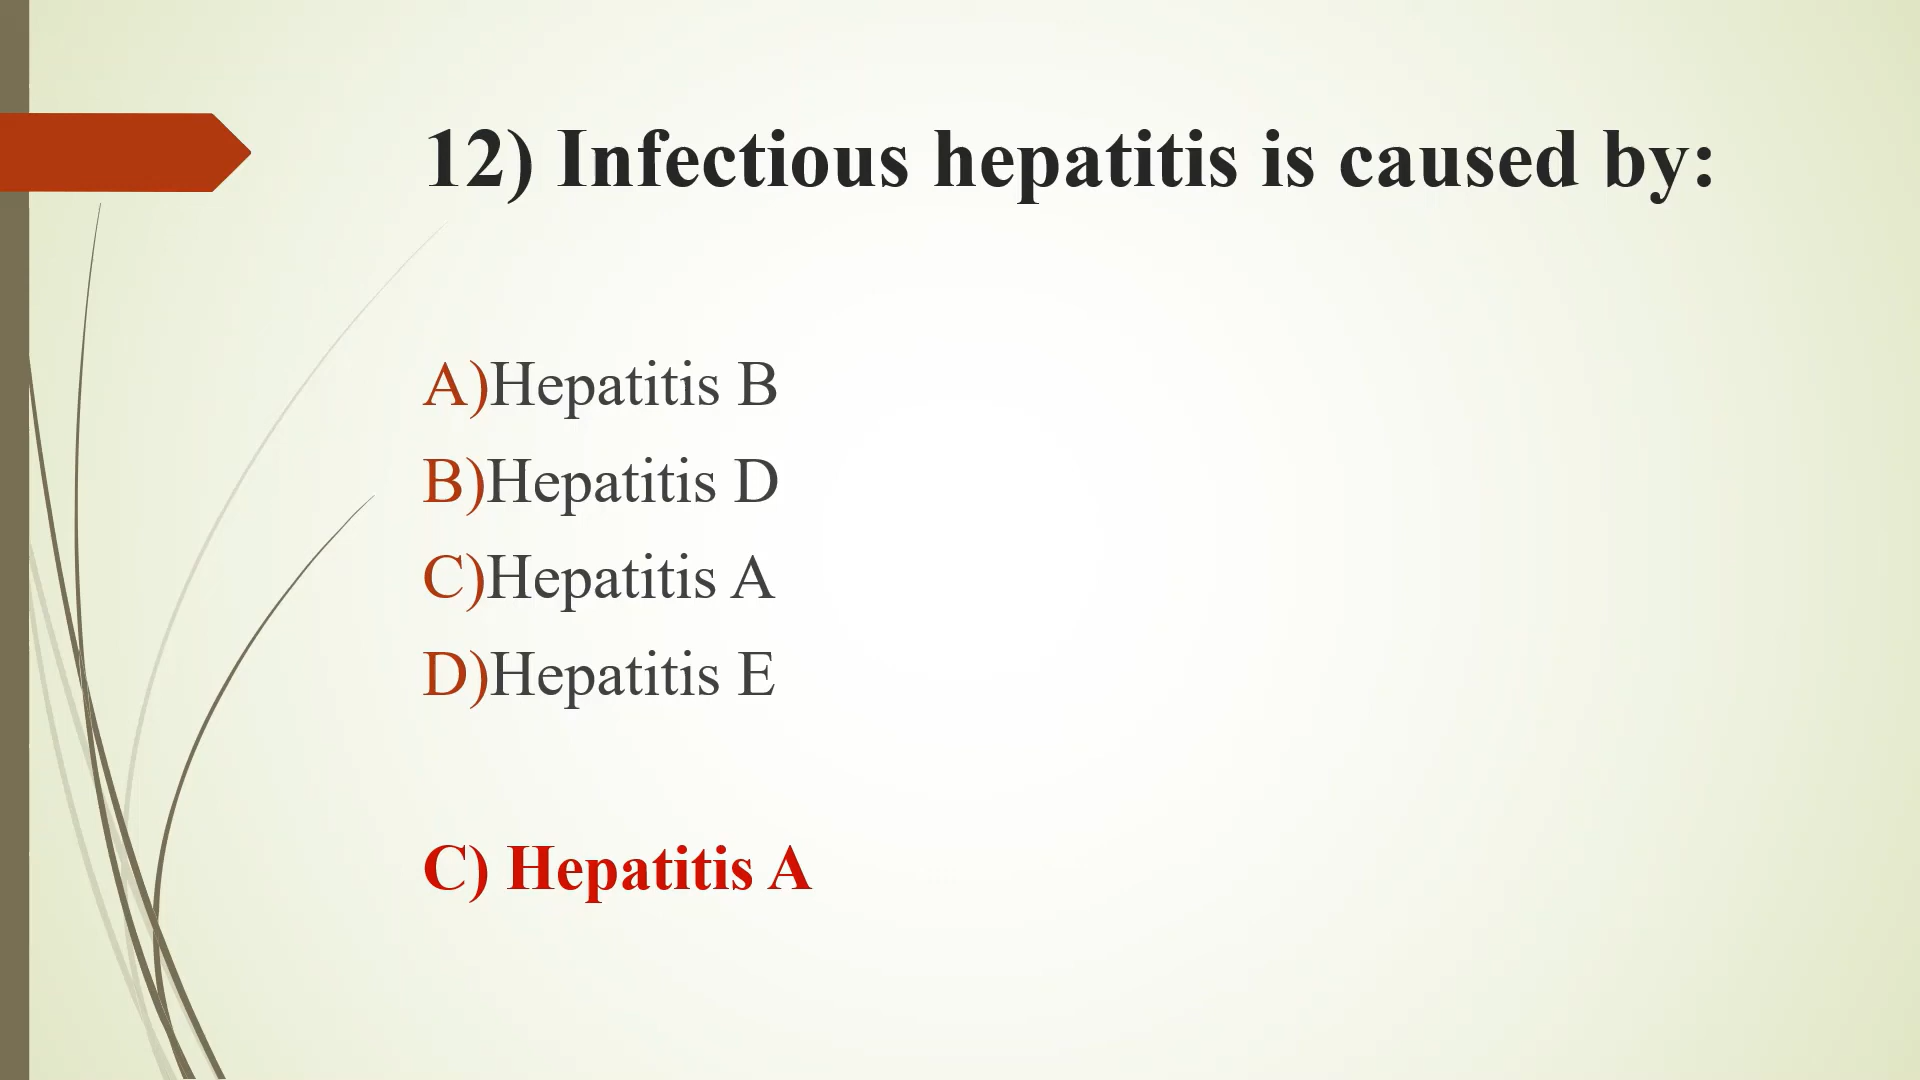 12) Infectious hepatitis is caused by:
A)Hepatitis B
B)Hepatitis D
C)Hepatitis A
D)Hepatitis E
C) Hepatitis A